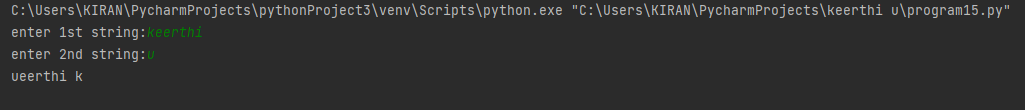 C:\Users\KIRAN\PycharmProjects\pythonProject3\venv\Scripts\python.exe "C:\Users\KIRAN\PycharmProjects\keerthi u\program15.py"
enter 1st string:keerthi
enter 2nd string:u
ueerthi k